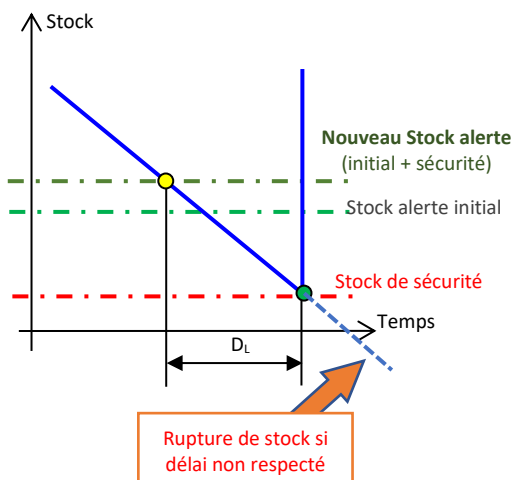 Stock
Nouveau Stock alerte
(initial + sécurité)
Stock alerte initial
Stock de sécurité
Temps
DL
Rupture de stock si
délai non respecté